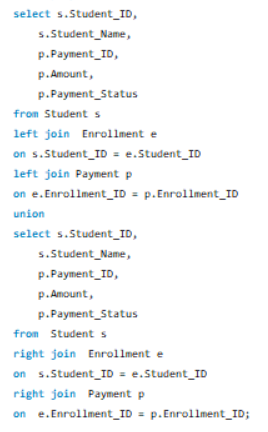 select s.Student_ID,
s.Student_Name,
p.Payment_ID,
p.Amount,
p.Payment_Status
from Student s
left join Enrollment e
on s.Student_ID = e.Student_ID
left join Payment p
on e.Enrollment_ID = p.Enrollment_ID
union
select s.Student_ID,
s.Student_Name,
p.Payment_ID,
p.Amount,
p.Payment_Status
from Student s
right join Enrollment e
on s.Student_ID = e.Student_ID
right join Payment p
on e.Enrollment_ID = p.Enrollment_ID;